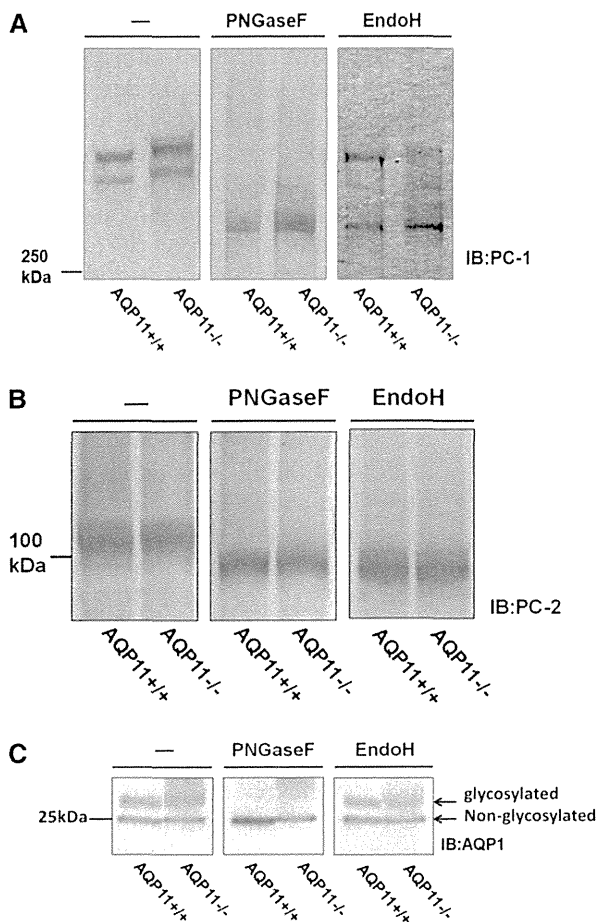 A
— PNGaseF EndoH
250
kDa
IB:PC-1
AQP11+/+ AQP11-/- AQP11+/+ AQP11-/- AQP11+/+ AQP11-/-
B
— PNGaseF EndoH
100
kDa
IB:PC-2
AQP11+/+ AQP11-/- AQP11+/+ AQP11-/- AQP11+/+ AQP11-/-
C
— PNGaseF EndoH
glycosylated
25kDa
Non-glycosylated
IB:AQP1
AQP11+/+ AQP11-/- AQP11+/+ AQP11-/- AQP11+/+ AQP11-/-